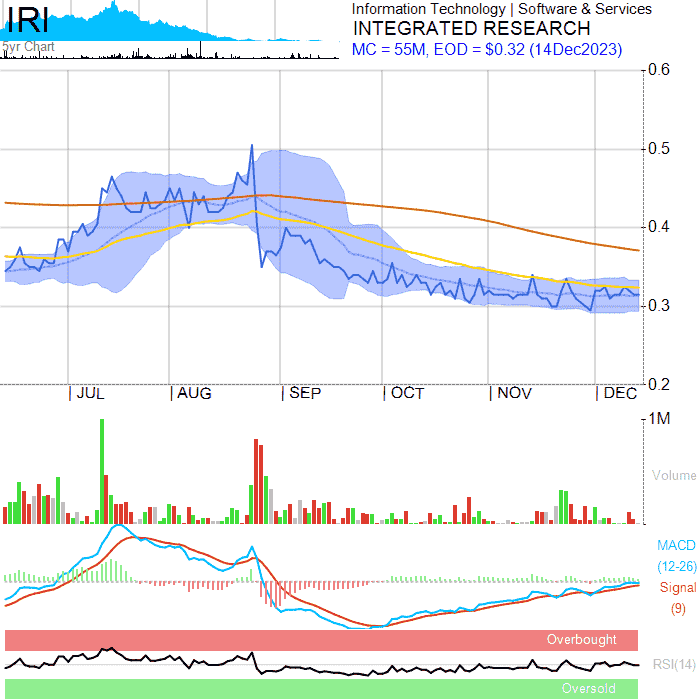 IRI
5yr Chart
Information Technology | Software & Services
INTEGRATED RESEARCH
MC = 55M, EOD = $0.32 (14Dec2023)
0.6
0.5
0.4
0.3
0.2
| JUL | AUG | SEP | OCT | NOV | DEC
1M
Volume
MACD
(12-26)
Signal
(9)
Overbought
RSI(14)
Oversold